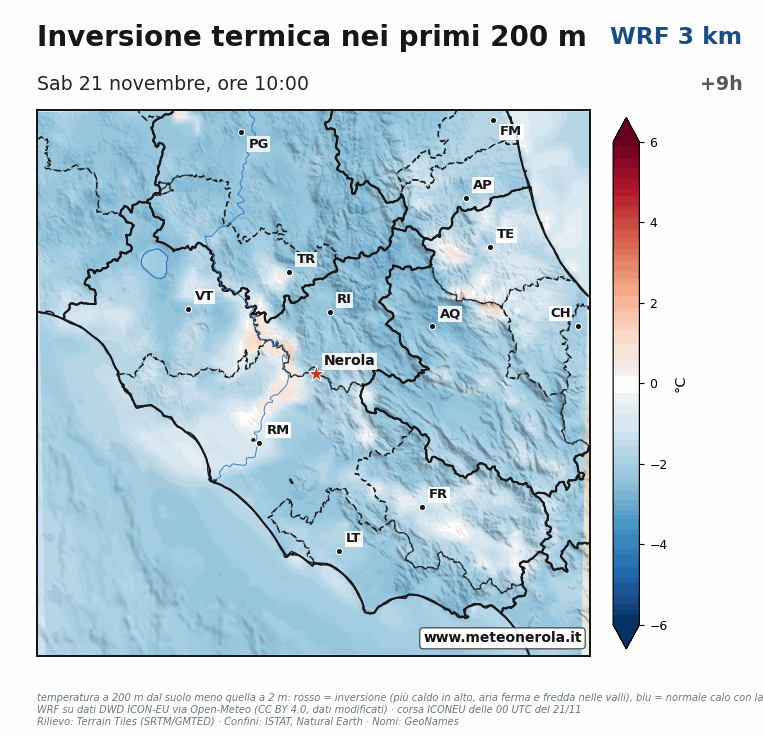 Inversione termica nei primi 200 m WRF 3 km
Sab 21 novembre, ore 10:00 +9h
FM
PG
AP
TE
TR
VT
RI
AQ
CH
Nerola
RM
FR
LT
www.meteonerola.it
6
4
2
0
−2
−4
−6
°C
temperatura a 200 m dal suolo meno quella a 2 m: rosso = inversione (più caldo in alto, aria ferma e fredda nelle valli), blu = normale calo con la
WRF su dati DWD ICON-EU via Open-Meteo (CC BY 4.0, dati modificati) · corsa ICONEU delle 00 UTC del 21/11
Rilievo: Terrain Tiles (SRTM/GMTED) · Confini: ISTAT, Natural Earth · Nomi: GeoNames